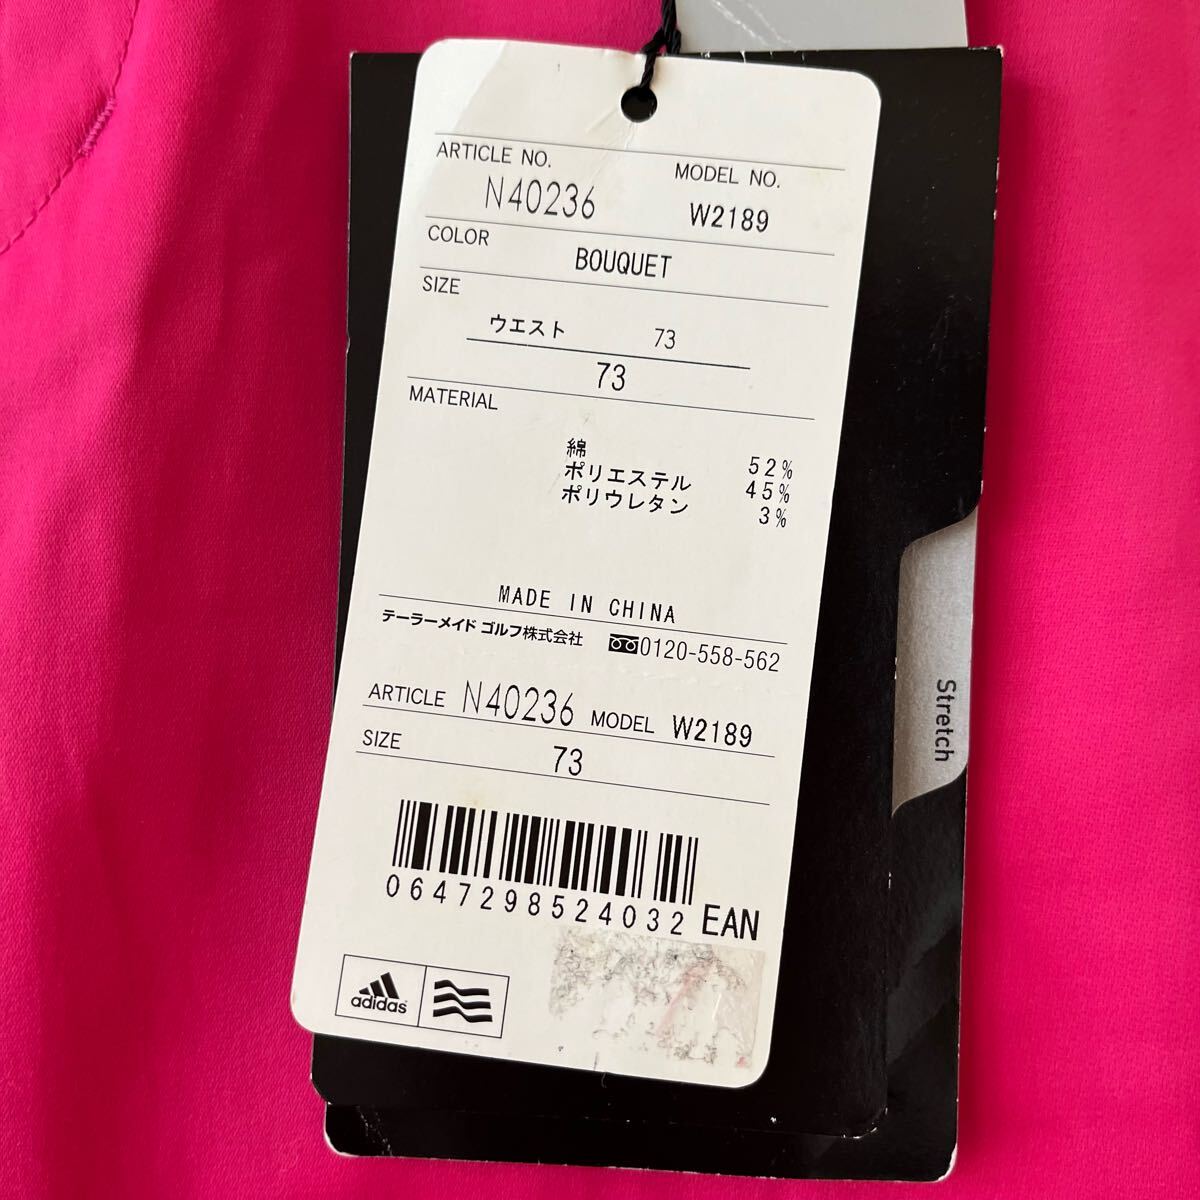 ARTICLE NO.
N40236
MODEL NO.
W2189
COLOR
BOUQUET
SIZE
ウエスト 73
73
MATERIAL
綿 52%
ポリエステル 45%
ポリウレタン 3%
MADE IN CHINA
テーラーメイド ゴルフ株式会社 0120-558-562
ARTICLE N40236 MODEL W2189
SIZE 73
0647298524032 EAN
adidas
Stretch